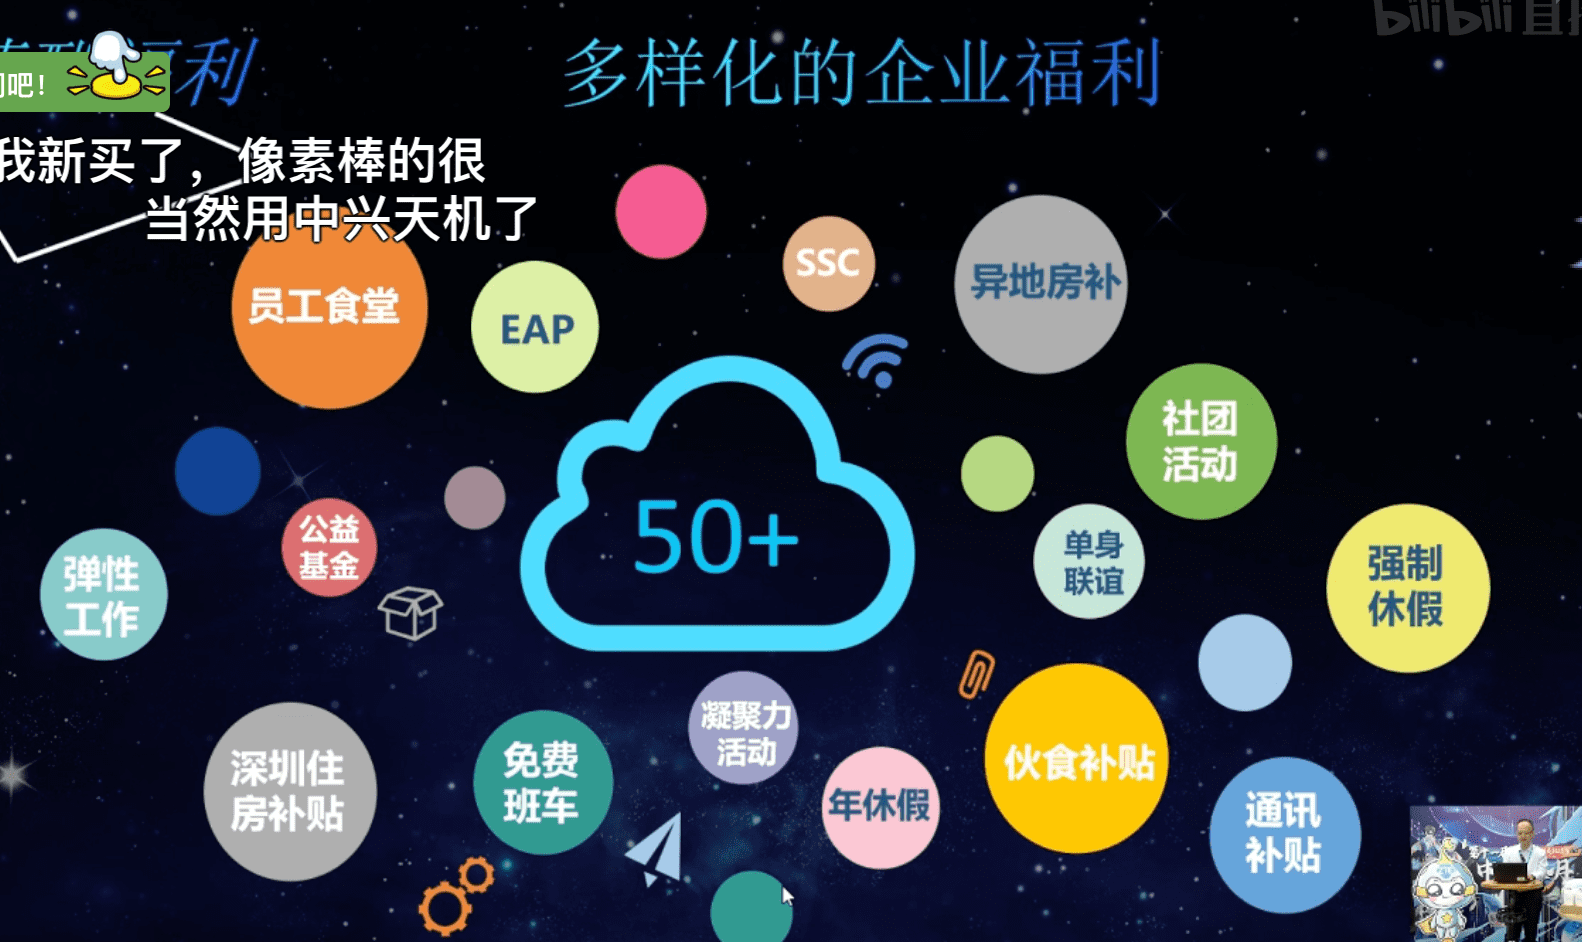 bilibili 直
利
多样化的企业福利
吧！
我新买了，像素棒的很
当然用中兴天机了
SSC
异地房补
员工食堂
EAP
社团
活动
50+
公益
基金
单身
联谊
强制
休假
弹性
工作
凝聚力
活动
深圳住
房补贴
免费
班车
年休假
伙食补贴
通讯
补贴